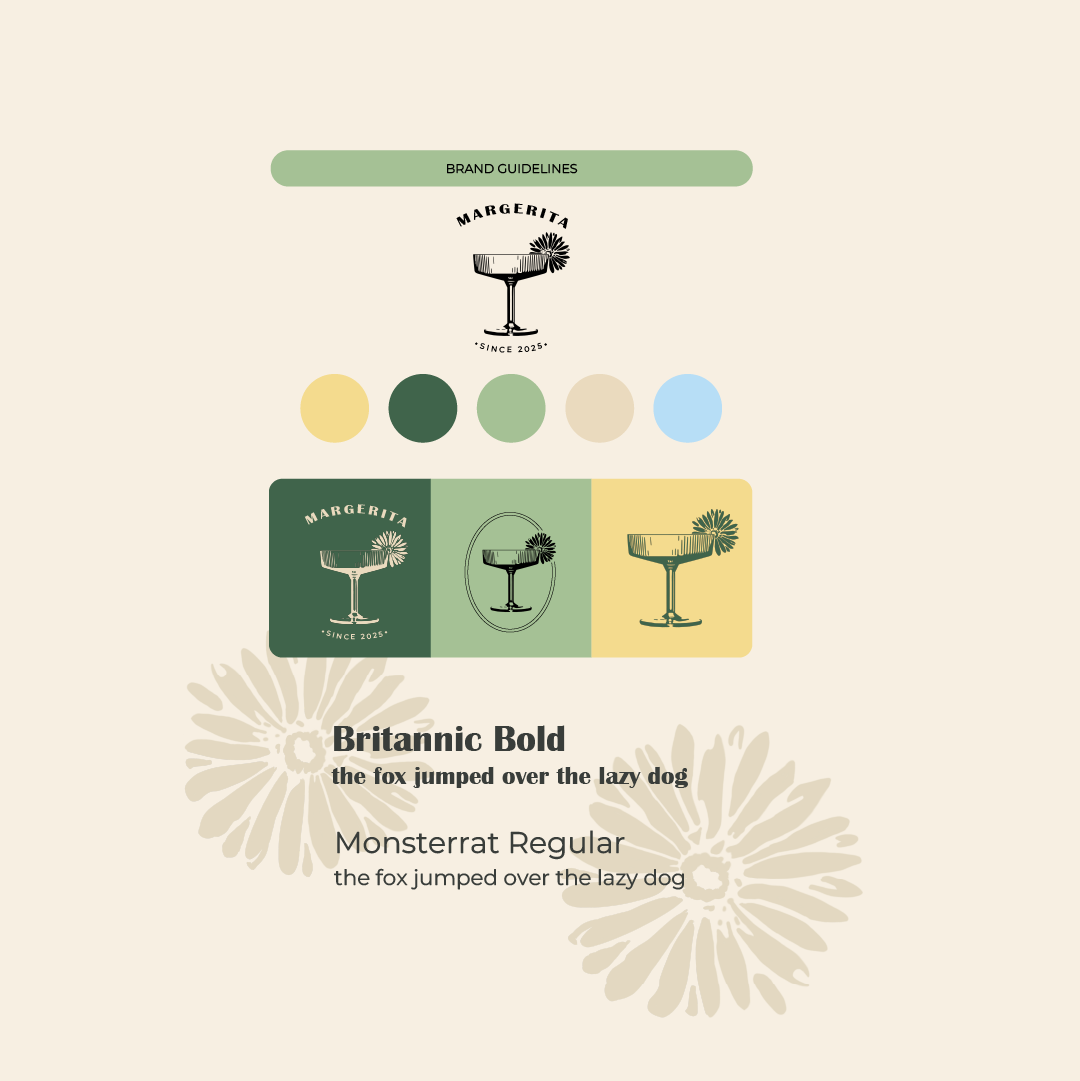 BRAND GUIDELINES
MARGERITA
•SINCE 2025•
MARGERITA
•SINCE 2025•
Britannic Bold
the fox jumped over the lazy dog
Monsterrat Regular
the fox jumped over the lazy dog